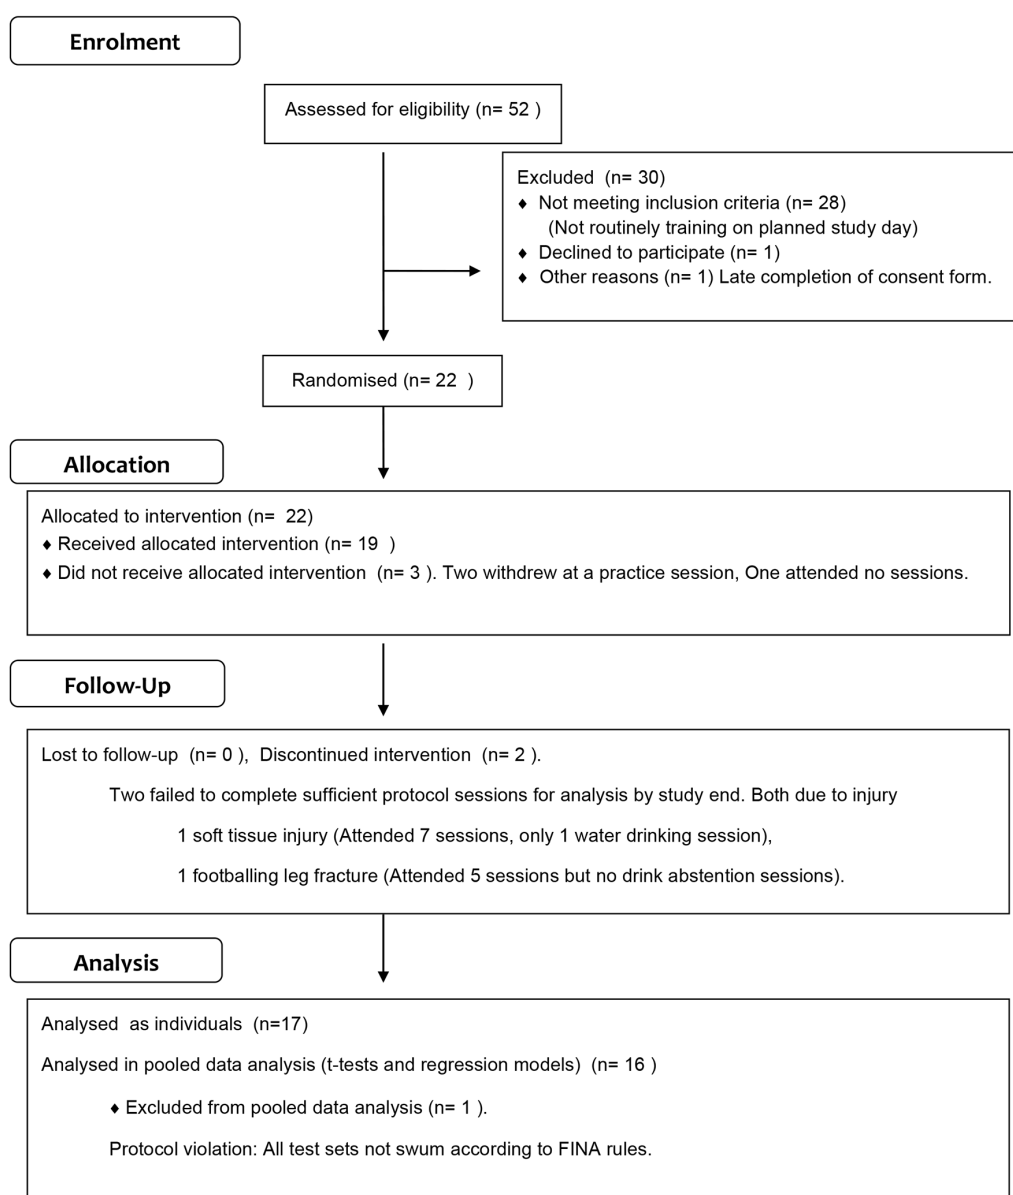 Enrolment
Assessed for eligibility (n= 52 )
Excluded (n= 30)
♦ Not meeting inclusion criteria (n= 28)
(Not routinely training on planned study day)
♦ Declined to participate (n= 1)
♦ Other reasons (n= 1) Late completion of consent form.
Randomised (n= 22 )
Allocation
Allocated to intervention (n= 22)
♦ Received allocated intervention (n= 19 )
♦ Did not receive allocated intervention (n= 3 ). Two withdrew at a practice session, One attended no sessions.
Follow-Up
Lost to follow-up (n= 0 ), Discontinued intervention (n= 2 ).
Two failed to complete sufficient protocol sessions for analysis by study end. Both due to injury
1 soft tissue injury (Attended 7 sessions, only 1 water drinking session),
1 footballing leg fracture (Attended 5 sessions but no drink abstention sessions).
Analysis
Analysed as individuals (n=17)
Analysed in pooled data analysis (t-tests and regression models) (n= 16 )
♦ Excluded from pooled data analysis (n= 1 ).
Protocol violation: All test sets not swum according to FINA rules.